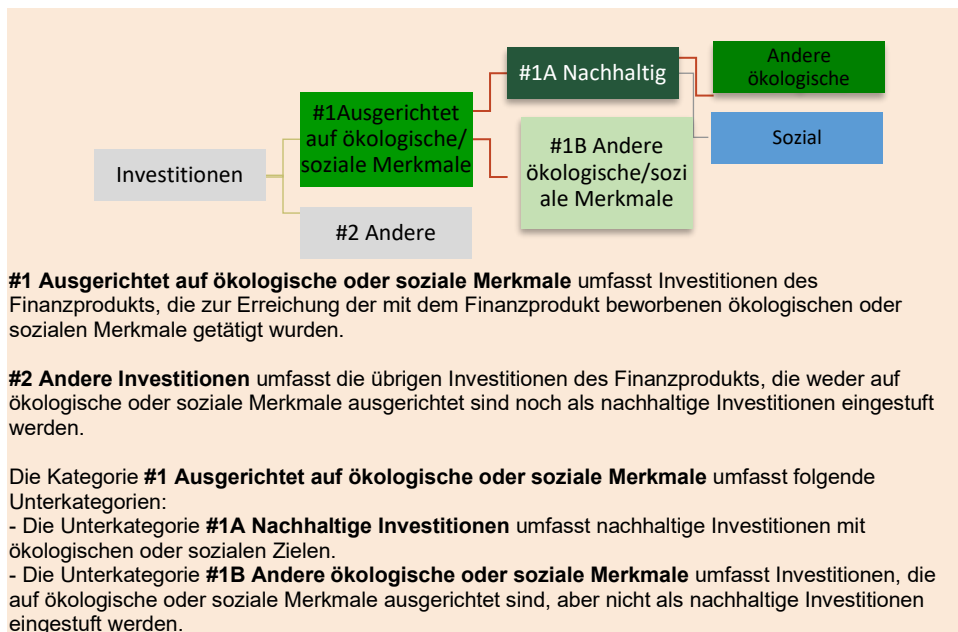 Investitionen
#1Ausgerichtet
auf ökologische/
soziale Merkmale
#2 Andere
#1A Nachhaltig
#1B Andere
ökologische/sozi
ale Merkmale
Andere
ökologische
Sozial
#1 Ausgerichtet auf ökologische oder soziale Merkmale umfasst Investitionen des
Finanzprodukts, die zur Erreichung der mit dem Finanzprodukt beworbenen ökologischen oder
sozialen Merkmale getätigt wurden.
#2 Andere Investitionen umfasst die übrigen Investitionen des Finanzprodukts, die weder auf
ökologische oder soziale Merkmale ausgerichtet sind noch als nachhaltige Investitionen eingestuft
werden.
Die Kategorie #1 Ausgerichtet auf ökologische oder soziale Merkmale umfasst folgende
Unterkategorien:
- Die Unterkategorie #1A Nachhaltige Investitionen umfasst nachhaltige Investitionen mit
ökologischen oder sozialen Zielen.
- Die Unterkategorie #1B Andere ökologische oder soziale Merkmale umfasst Investitionen, die
auf ökologische oder soziale Merkmale ausgerichtet sind, aber nicht als nachhaltige Investitionen
eingestuft werden.